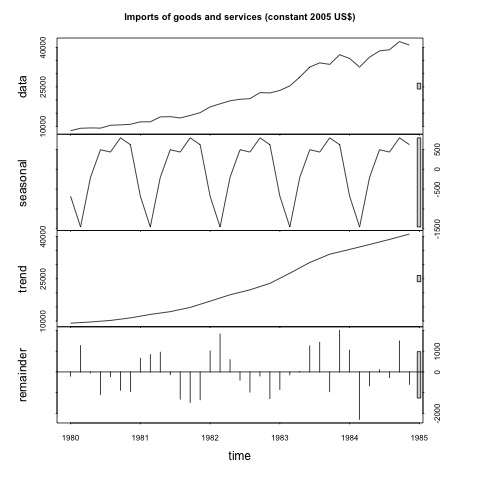 Imports of goods and services (constant 2005 US$)
data
10000 25000 40000
seasonal
-1500 -500 0 500
trend
10000 25000 40000
remainder
-2000 0 1000
1980 1981 1982 1983 1984 1985
time